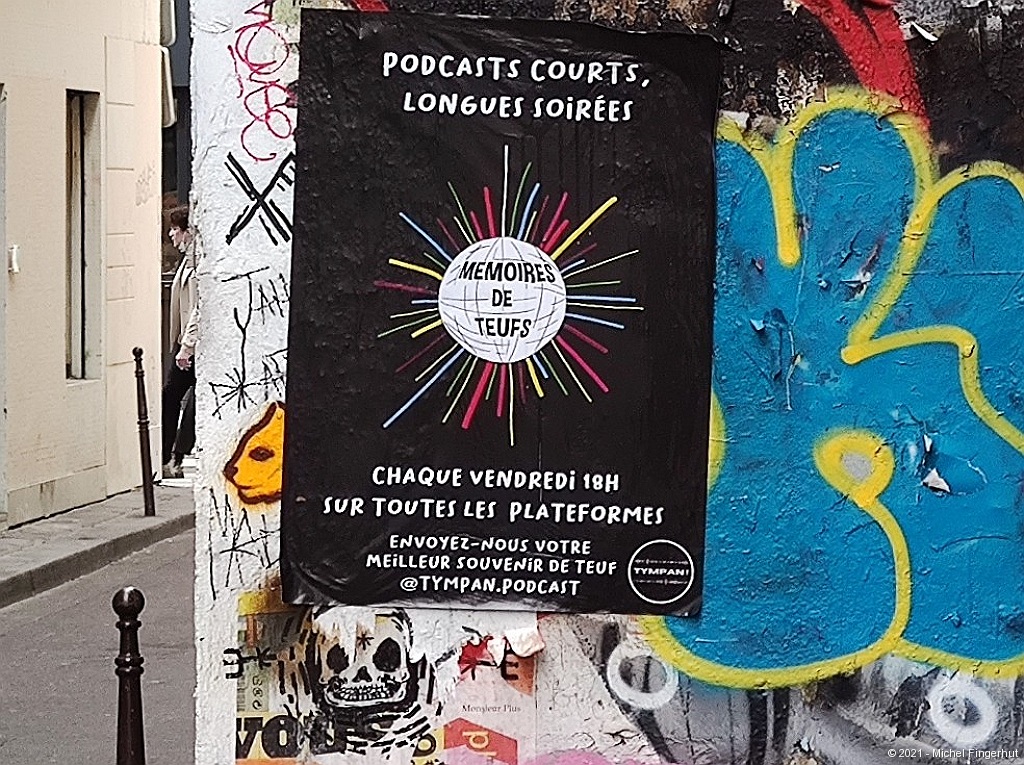 PODCASTS COURTS,
LONGUES SOIRÉES
MEMOIRES
DE
TEUFS
CHAQUE VENDREDI 18H
SUR TOUTES LES PLATEFORMES
ENVOYEZ-NOUS VOTRE
MEILLEUR SOUVENIR DE TEUF
@TYMPAN.PODCAST
TYMPAN!
Monsieur Plus
vous
© 2021 - Michel Fingerhut